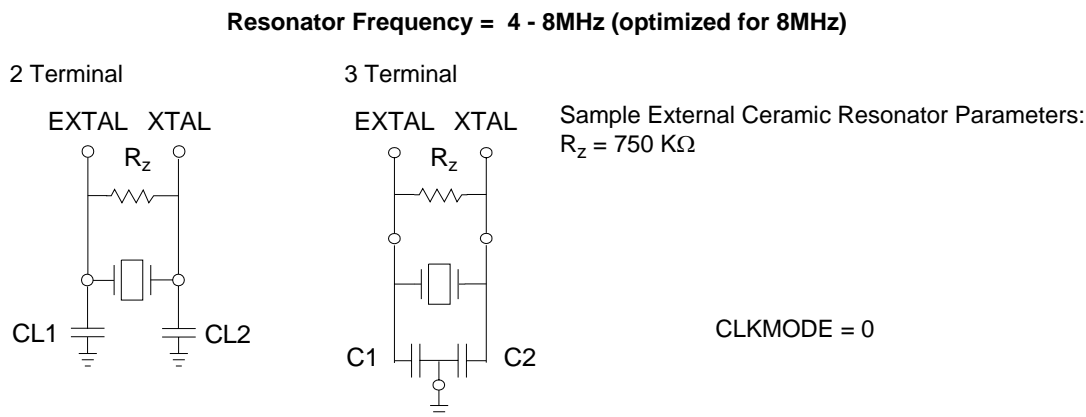 Resonator Frequency = 4 - 8MHz (optimized for 8MHz)
2 Terminal
3 Terminal
EXTAL XTAL
Rz
CL1
CL2
EXTAL XTAL
Rz
C1
C2
Sample External Ceramic Resonator Parameters:
Rz = 750 KΩ
CLKMODE = 0